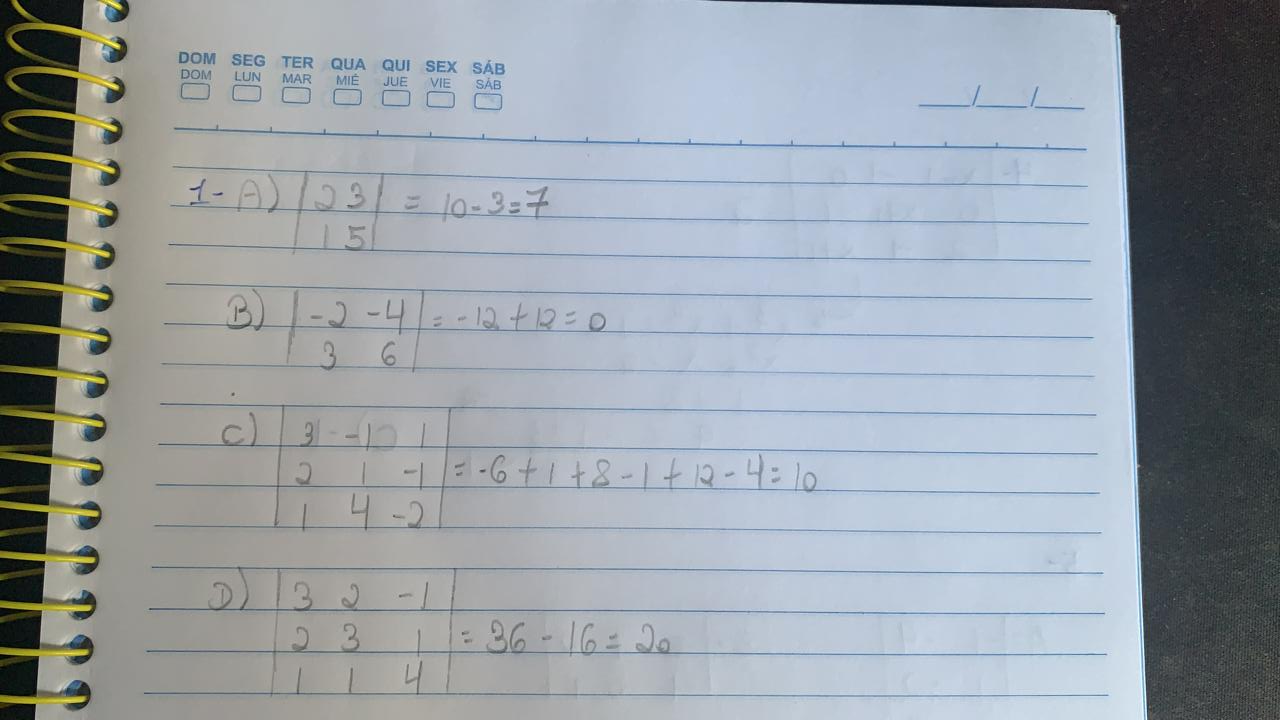 DOM SEG TER QUA QUI SEX SÁB
DOM LUN MAR MIÉ JUE VIE SÁB
___/___/___
1- A) |2 3| = 10 - 3 = 7
|1 5|
B) |-2 -4| = -12 + 12 = 0
|3 6|
C) |3 -1 1|
|2 1 -1| = -6 + 1 + 8 - 1 + 12 - 4 = 10
|1 4 -2|
D) |3 2 -1|
|2 3 1| = 36 - 16 = 20
|1 1 4|